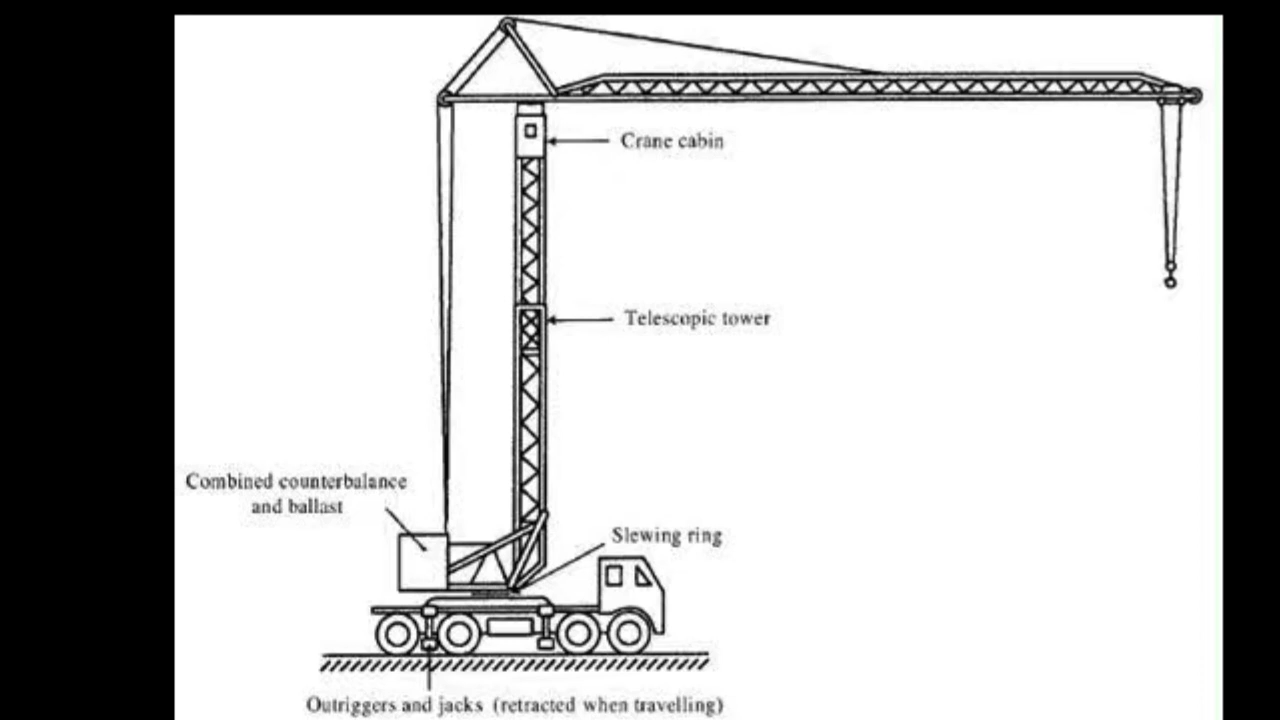 Crane cabin
Telescopic tower
Combined counterbalance
and ballast
Slewing ring
Outriggers and jacks (retracted when travelling)